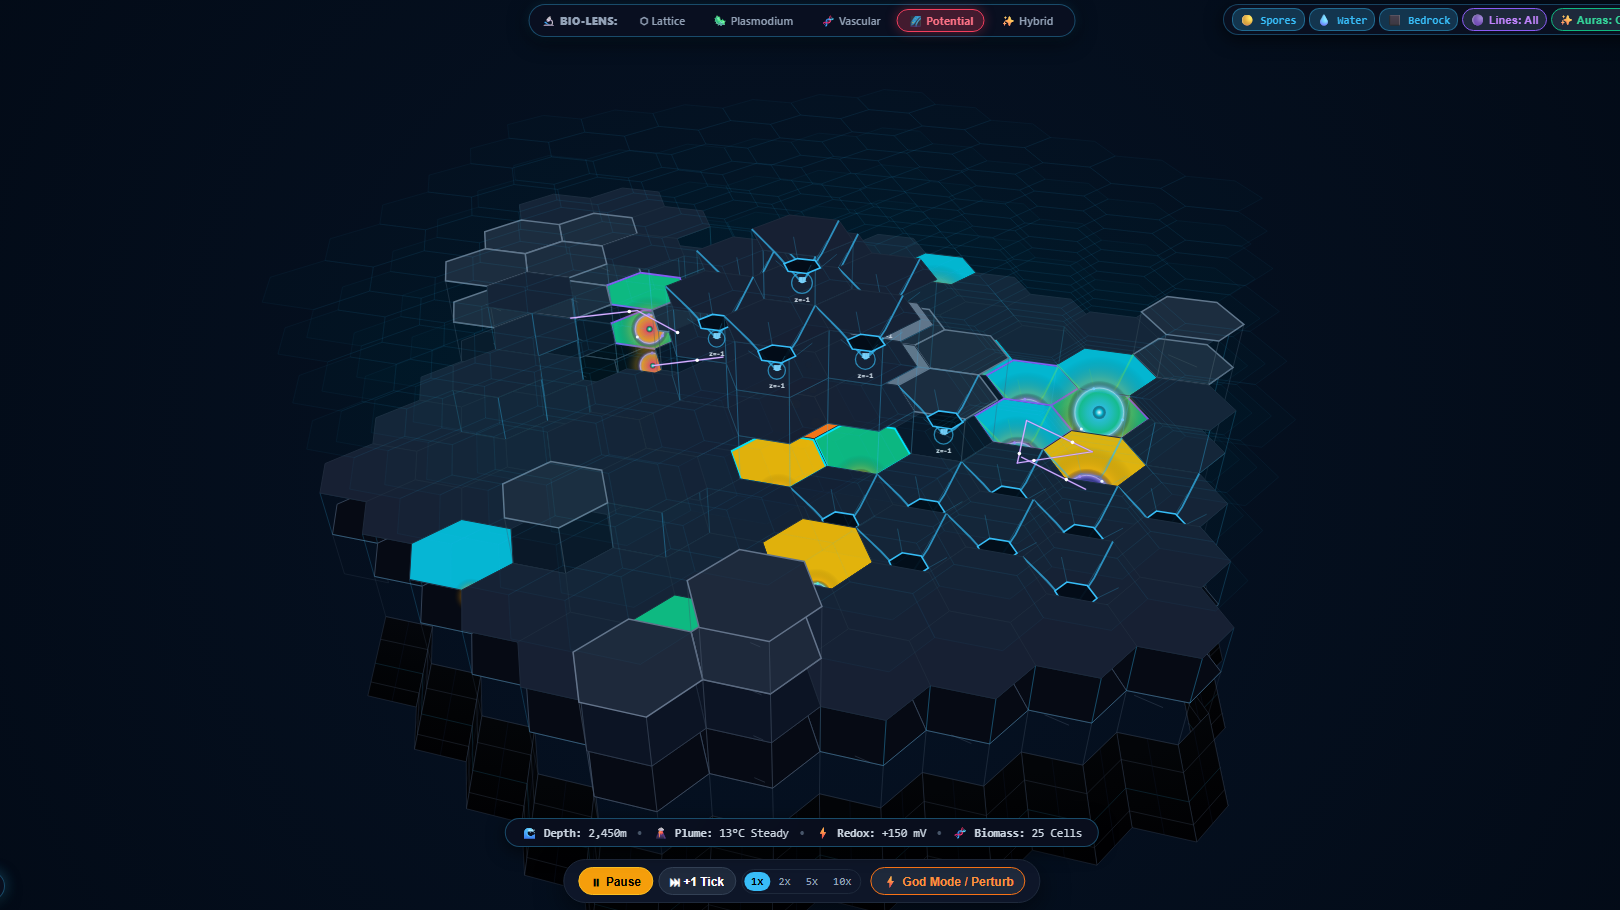 BIO-LENS: Lattice Plasmodium Vascular Potential Hybrid
Spores Water Bedrock Lines: All Auras:
z=-1
z=-1
z=-1
z=-1
z=-1
Depth: 2,450m • Plume: 13°C Steady • Redox: +150 mV • Biomass: 25 Cells
Pause +1 Tick 1x 2x 5x 10x God Mode / Perturb